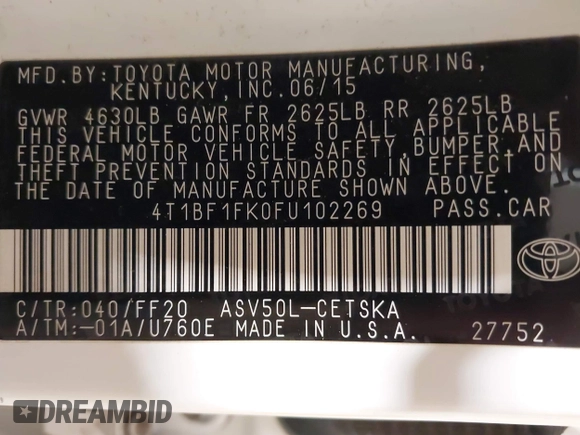 MFD. BY: TOYOTA MOTOR MANUFACTURING,
KENTUCKY, INC. 06/15
GVWR 4630LB GAWR FR 2625LB RR 2625LB
THIS VEHICLE CONFORMS TO ALL APPLICABLE
FEDERAL MOTOR VEHICLE SAFETY, BUMPER, AND
THEFT PREVENTION STANDARDS IN EFFECT ON
THE DATE OF MANUFACTURE SHOWN ABOVE.
4T1BF1FK0FU102269 PASS. CAR
C/TR: 040/FF20 ASV50L-CETSKA
A/TM: -01A/U760E MADE IN U.S.A. 27752
DREAMBID